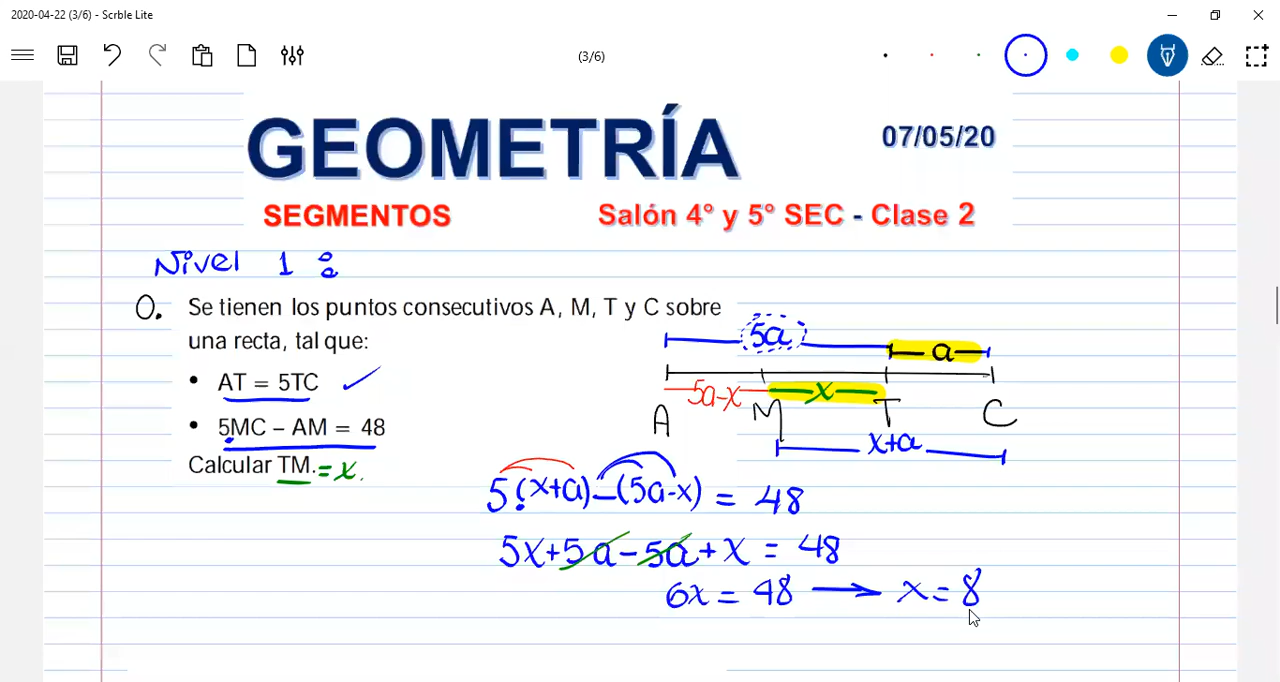 2020-04-22 (3/6) - Scrble Lite
(3/6)
GEOMETRÍA
07/05/20
SEGMENTOS
Salón 4° y 5° SEC - Clase 2
Nivel 1 :
0. Se tienen los puntos consecutivos A, M, T y C sobre
una recta, tal que:
• AT = 5TC
• 5MC – AM = 48
Calcular TM. = x.
5a
a
5a-x
x
A M T C
x+a
5(x+a)-(5a-x) = 48
5x+5a-5a+x = 48
6x = 48 → x = 8